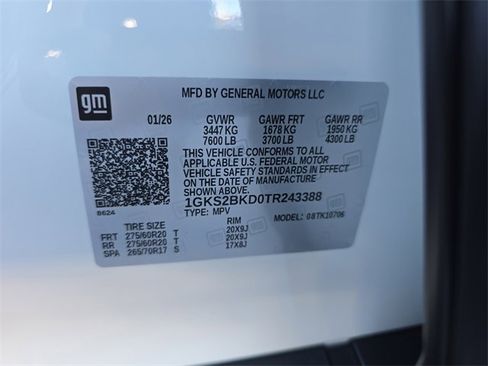 gm
MFD BY GENERAL MOTORS LLC
01/26 GVWR GAWR FRT GAWR RR
3447 KG 1678 KG 1950 KG
7600 LB 3700 LB 4300 LB
THIS VEHICLE CONFORMS TO ALL
APPLICABLE U.S. FEDERAL MOTOR
VEHICLE SAFETY STANDARDS IN EFFECT
ON THE DATE OF MANUFACTURE SHOWN ABOVE.
1GKS2BKD0TR243388
B624
TYPE: MPV MODEL: 08TK10706
TIRE SIZE RIM
FRT 275/60R20 T 20X9J
RR 275/60R20 T 20X9J
SPA 265/70R17 S 17X8J